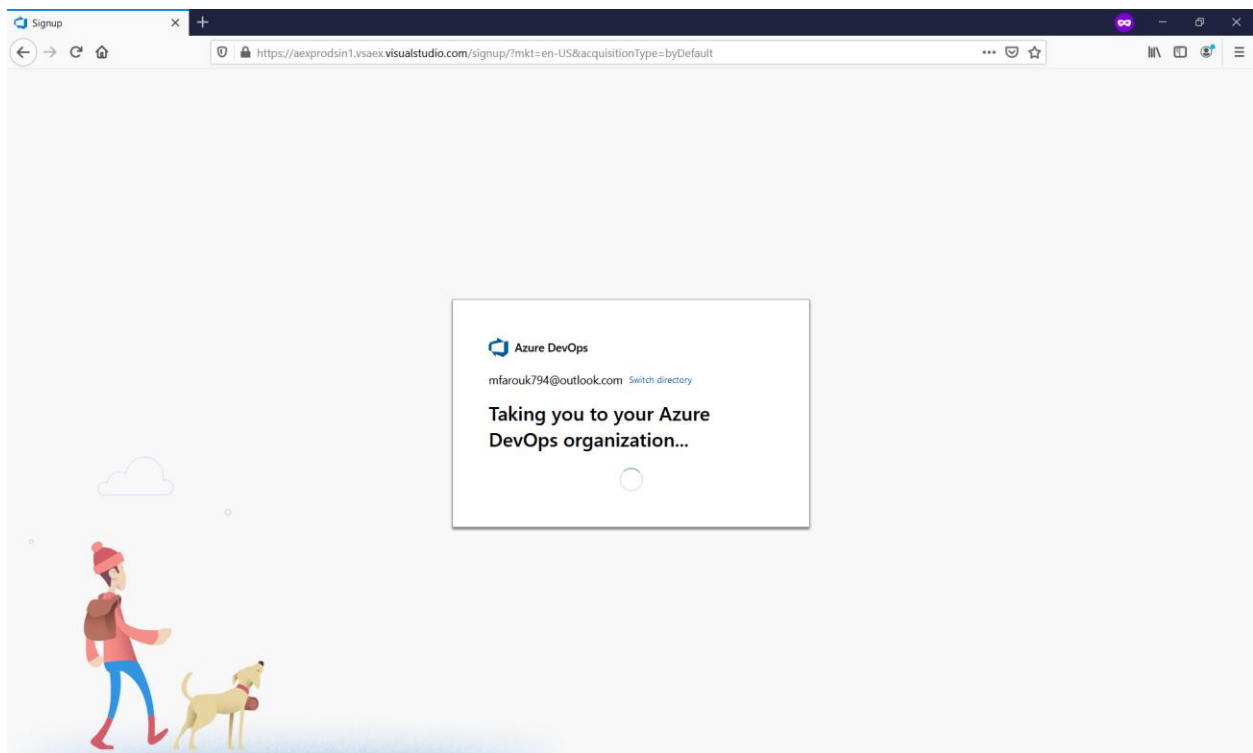 Signup
https://aexprodsin1.vsaex.visualstudio.com/signup/?mkt=en-US&acquisitionType=byDefault
Azure DevOps
mfarouk794@outlook.com Switch directory
Taking you to your Azure
DevOps organization...